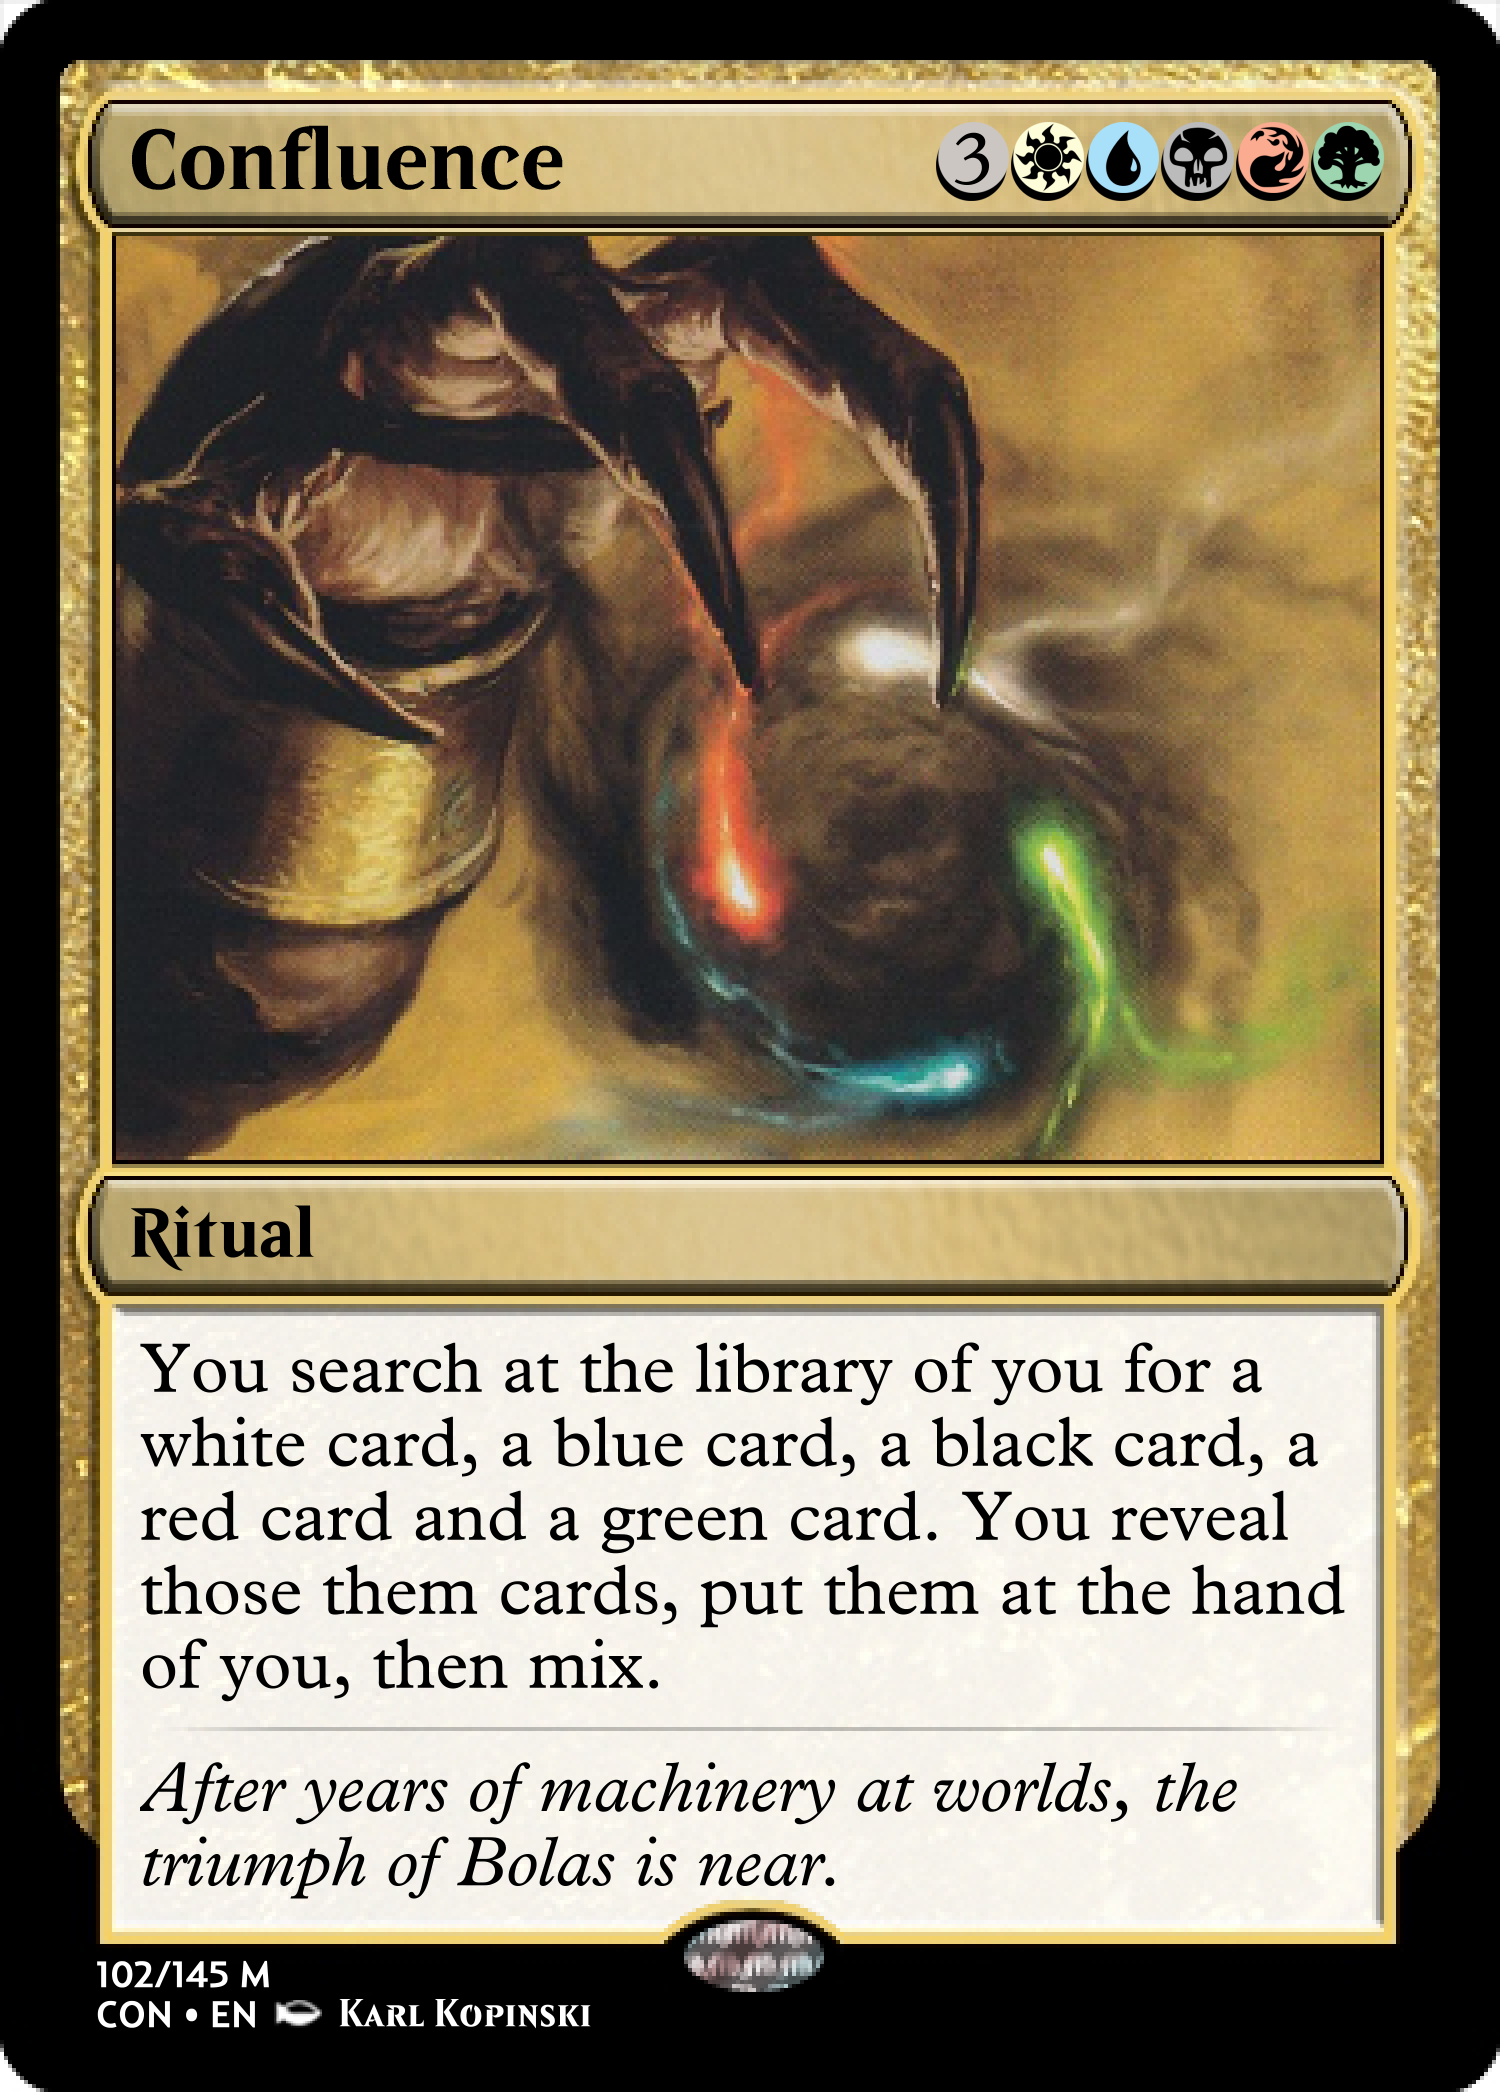 Confluence 3
Ritual
You search at the library of you for a
white card, a blue card, a black card, a
red card and a green card. You reveal
those them cards, put them at the hand
of you, then mix.
After years of machinery at worlds, the
triumph of Bolas is near.
102/145 M
CON • EN Karl Kopinski